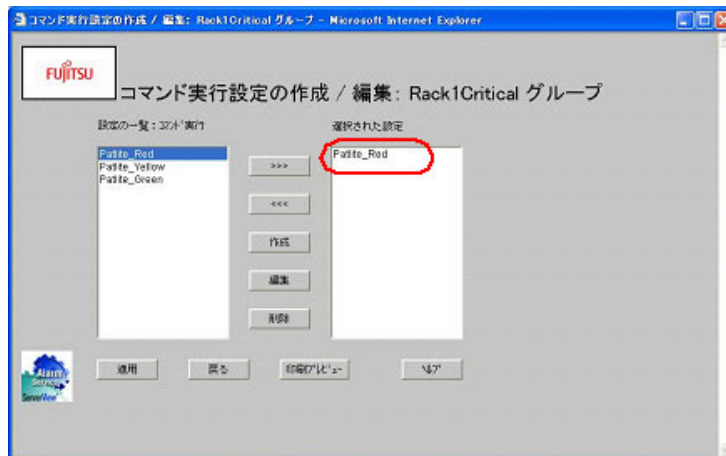 コマンド実行設定の作成 / 編集: Rack1Critical グループ - Microsoft Internet Explorer
FUJITSU
コマンド実行設定の作成 / 編集: Rack1Critical グループ
設定の一覧：ｺﾏﾝﾄﾞ実行
選択された設定
Patlite_Red
Patlite_Yellow
Patlite_Green
Patlite_Red
>>>
<<<
作成
編集
削除
Alarm
Service
ServerView
適用
戻る
印刷ﾌﾟﾚﾋﾞｭｰ
ﾍﾙﾌﾟ